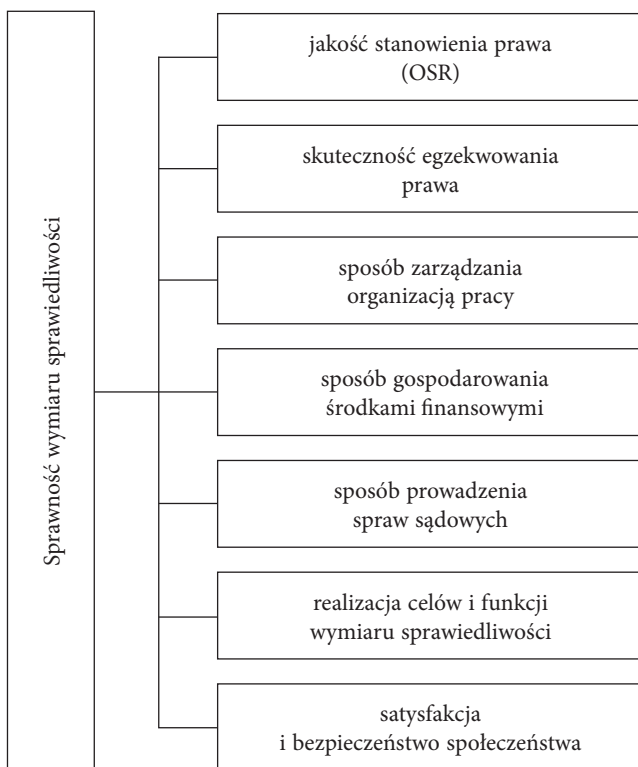 Sprawność wymiaru sprawiedliwości
jakość stanowienia prawa
(OSR)
skuteczność egzekwowania
prawa
sposób zarządzania
organizacją pracy
sposób gospodarowania
środkami finansowymi
sposób prowadzenia
spraw sądowych
realizacja celów i funkcji
wymiaru sprawiedliwości
satysfakcja
i bezpieczeństwo społeczeństwa